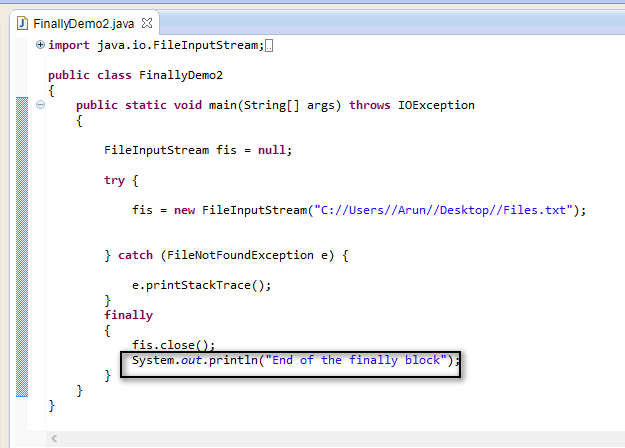 FinallyDemo2.java
import java.io.FileInputStream;
public class FinallyDemo2
{
public static void main(String[] args) throws IOException
{
FileInputStream fis = null;
try {
fis = new FileInputStream("C://Users//Arun//Desktop//Files.txt");
} catch (FileNotFoundException e) {
e.printStackTrace();
}
finally
{
fis.close();
System.out.println("End of the finally block");
}
}
}